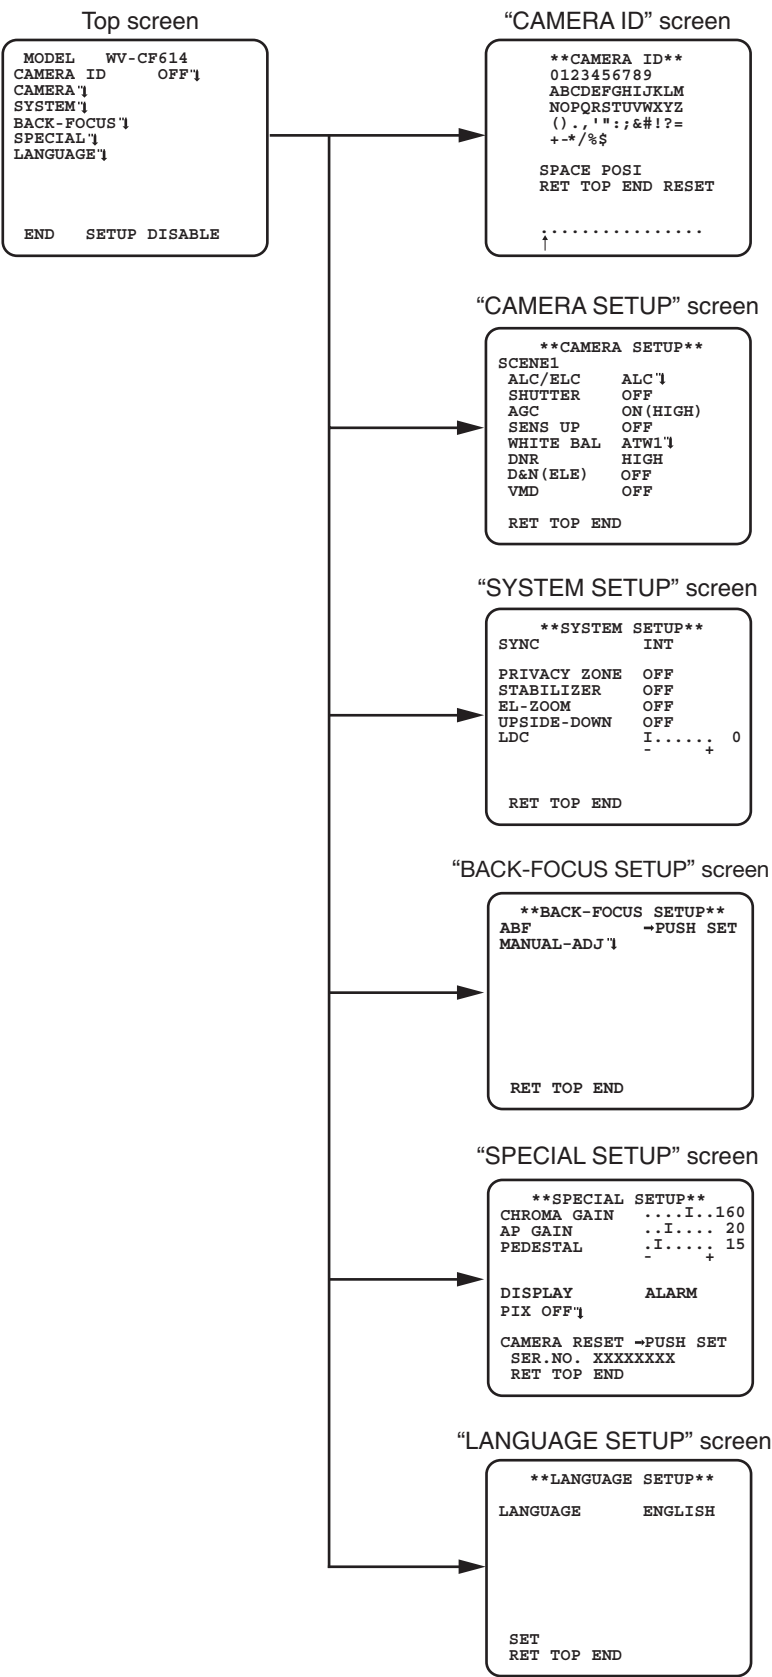 Top screen
MODEL WV-CF614
CAMERA ID OFF
CAMERA
SYSTEM
BACK-FOCUS
SPECIAL
LANGUAGE
END SETUP DISABLE
“CAMERA ID” screen
**CAMERA ID**
0123456789
ABCDEFGHIJKLM
NOPQRSTUVWXYZ
().,'":;&#!?=
+-*/%$
SPACE POSI
RET TOP END RESET
................
↑
“CAMERA SETUP” screen
**CAMERA SETUP**
SCENE1
ALC/ELC ALC
SHUTTER OFF
AGC ON(HIGH)
SENS UP OFF
WHITE BAL ATW1
DNR HIGH
D&N(ELE) OFF
VMD OFF
RET TOP END
“SYSTEM SETUP” screen
**SYSTEM SETUP**
SYNC INT
PRIVACY ZONE OFF
STABILIZER OFF
EL-ZOOM OFF
UPSIDE-DOWN OFF
LDC I...... 0
- +
RET TOP END
“BACK-FOCUS SETUP” screen
**BACK-FOCUS SETUP**
ABF →PUSH SET
MANUAL-ADJ
RET TOP END
“SPECIAL SETUP” screen
**SPECIAL SETUP**
CHROMA GAIN ....I..160
AP GAIN ..I.... 20
PEDESTAL .I..... 15
- +
DISPLAY ALARM
PIX OFF
CAMERA RESET →PUSH SET
SER.NO. XXXXXXXX
RET TOP END
“LANGUAGE SETUP” screen
**LANGUAGE SETUP**
LANGUAGE ENGLISH
SET
RET TOP END